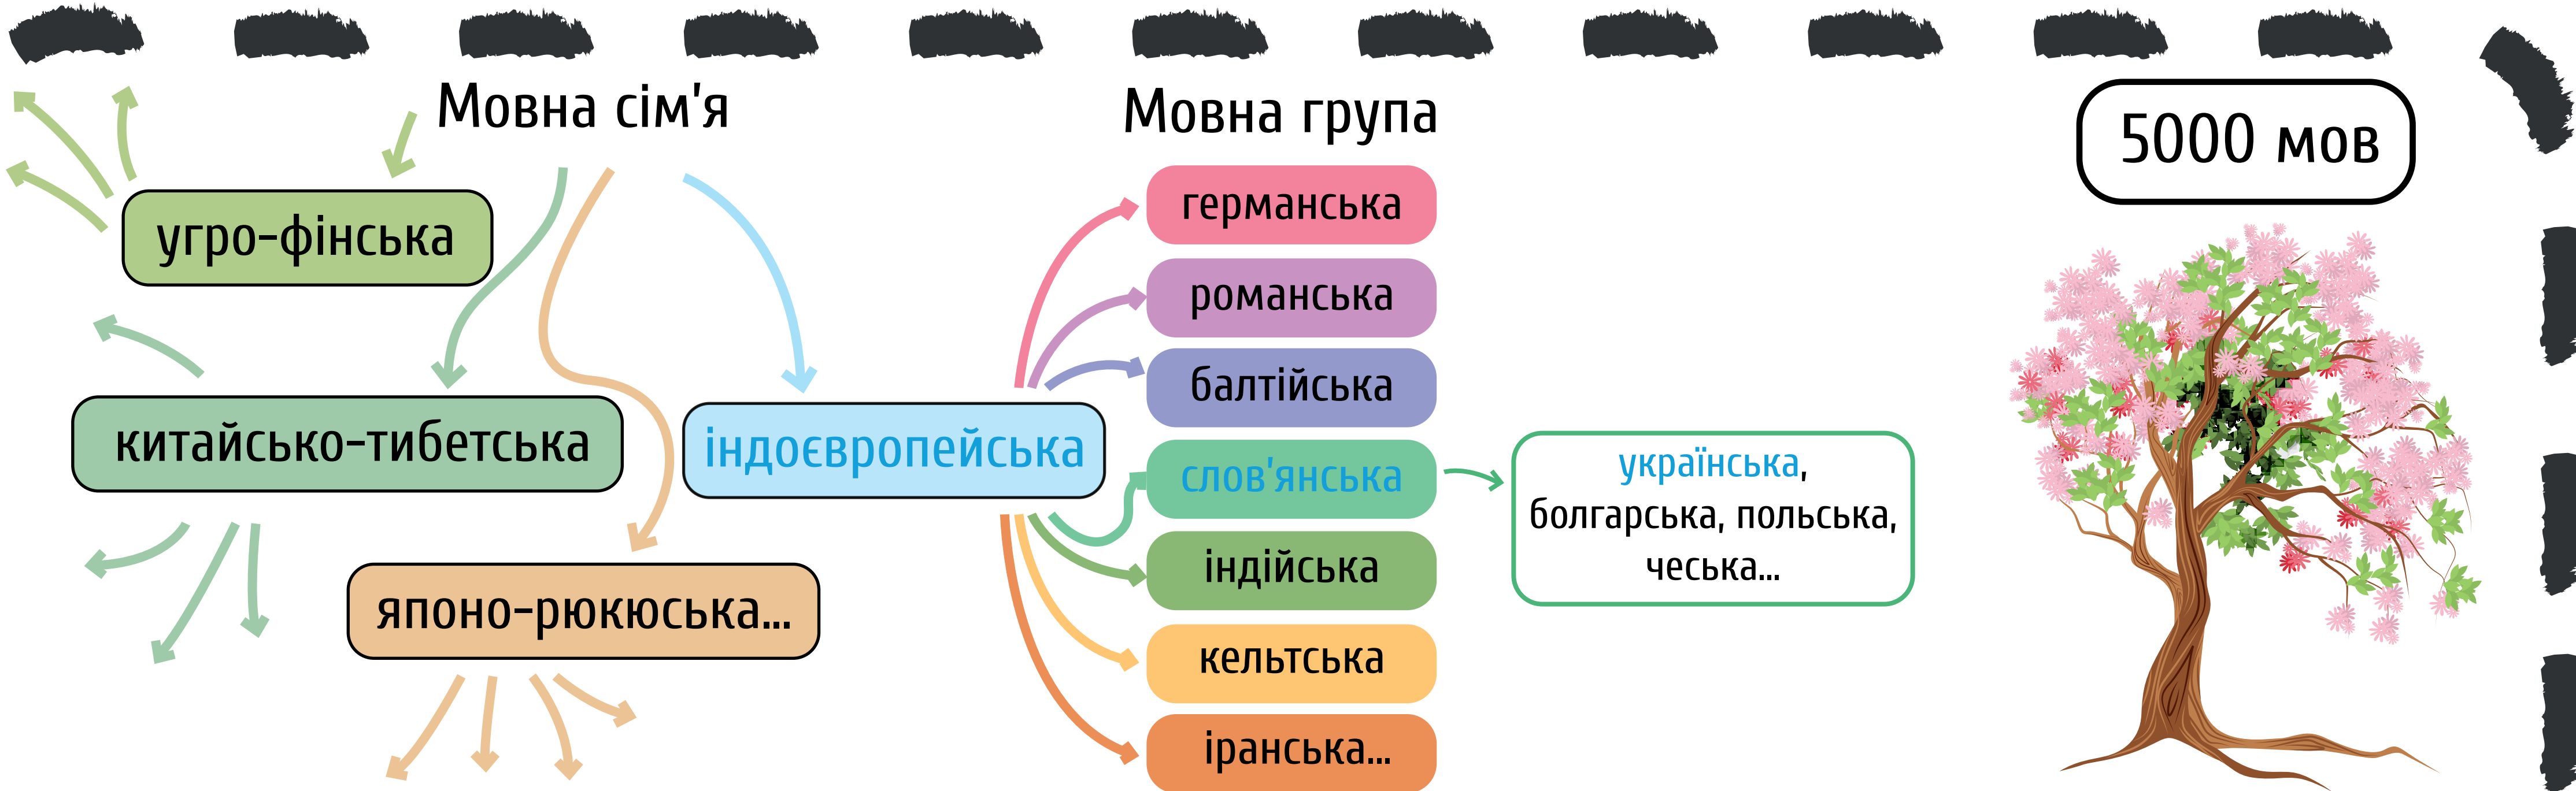 Мовна сім'я
угро-фінська
китайсько-тибетська
японо-рюкюська...
індоєвропейська
Мовна група
германська
романська
балтійська
слов'янська
індійська
кельтська
іранська...
українська,
болгарська, польська,
чеська...
5000 мов